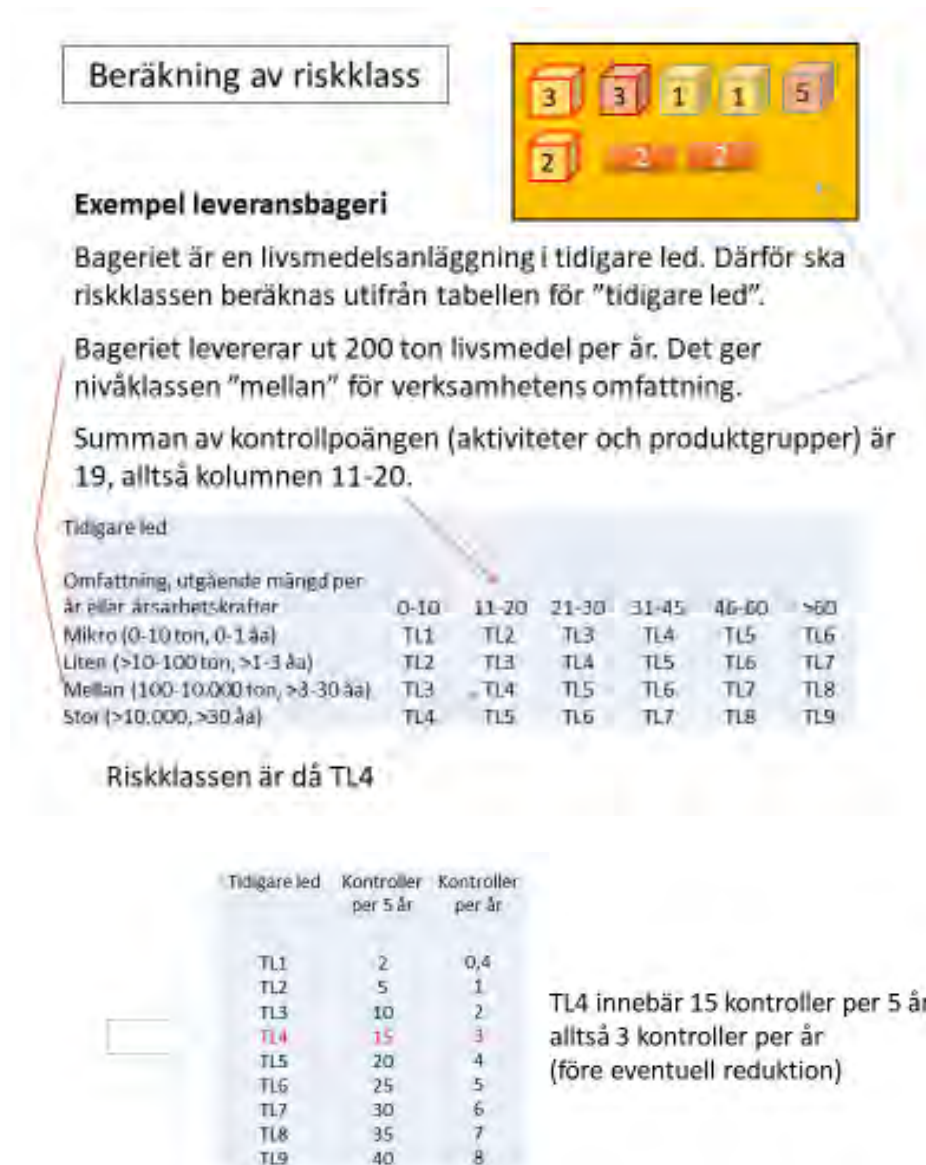 Beräkning av riskklass
3 3 1 1 5
2 2 2
Exempel leveransbageri
Bageriet är en livsmedelsanläggning i tidigare led. Därför ska
riskklassen beräknas utifrån tabellen för ”tidigare led”.
Bageriet levererar ut 200 ton livsmedel per år. Det ger
nivåklassen ”mellan” för verksamhetens omfattning.
Summan av kontrollpoängen (aktiviteter och produktgrupper) är
19, alltså kolumnen 11-20.
Tidigare led
Omfattning, utgående mängd per
år eller årsarbetskrafter 0-10 11-20 21-30 31-45 46-60 >60
Mikro (0-10 ton, 0-1 åa) TL1 TL2 TL3 TL4 TL5 TL6
Liten (>10-100 ton, >1-3 åa) TL2 TL3 TL4 TL5 TL6 TL7
Mellan (100-10.000 ton, >3-30 åa) TL3 TL4 TL5 TL6 TL7 TL8
Stor (>10.000, >30 åa) TL4 TL5 TL6 TL7 TL8 TL9
Riskklassen är då TL4
Tidigare led Kontroller Kontroller
per 5 år per år
TL1 2 0,4
TL2 5 1
TL3 10 2
TL4 15 3
TL5 20 4
TL6 25 5
TL7 30 6
TL8 35 7
TL9 40 8
TL4 innebär 15 kontroller per 5 år
alltså 3 kontroller per år
(före eventuell reduktion)